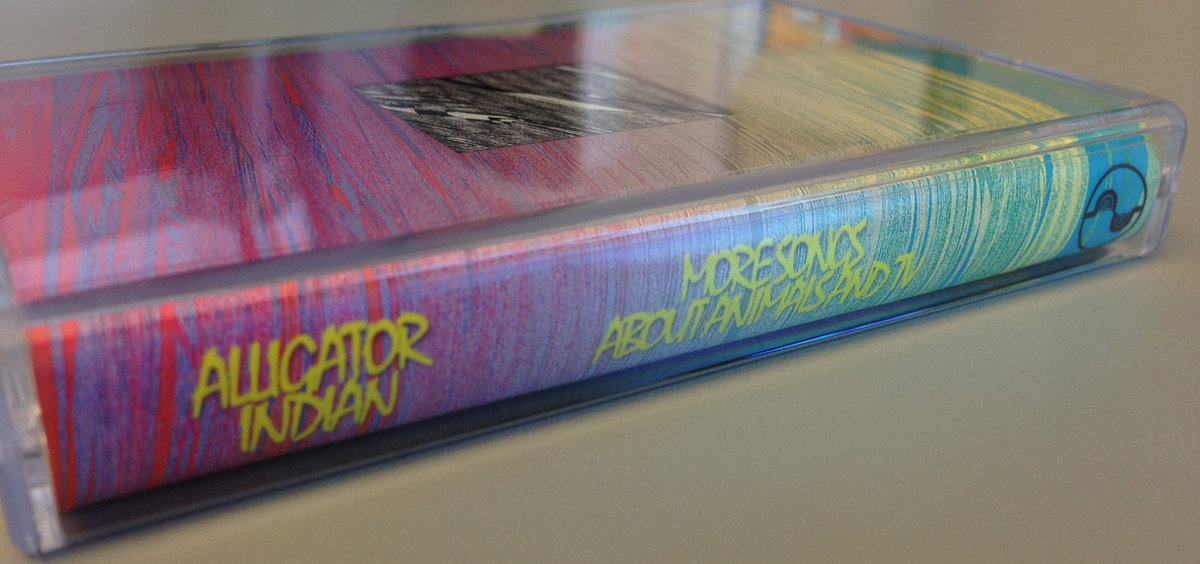 ALLIGATOR
INDIAN
MORE SONGS
ABOUT ANIMALS AND TV